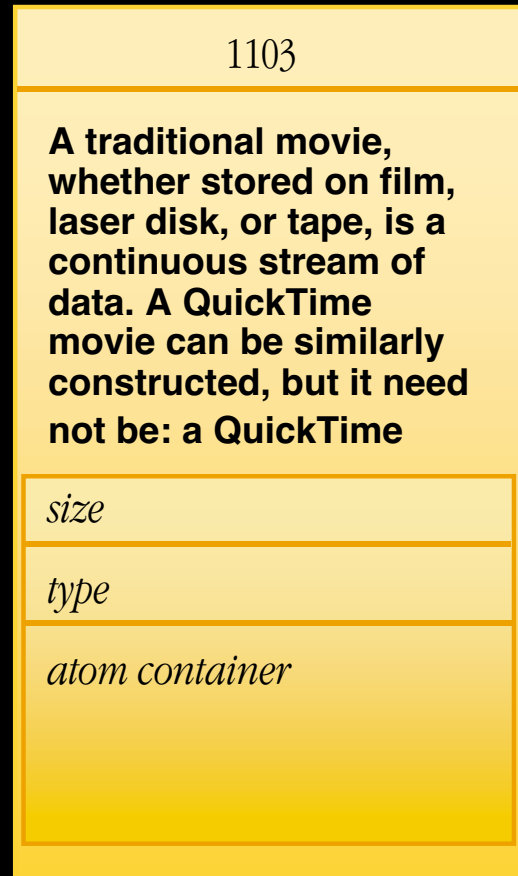 1103
A traditional movie,
whether stored on film,
laser disk, or tape, is a
continuous stream of
data. A QuickTime
movie can be similarly
constructed, but it need
not be: a QuickTime
size
type
atom container